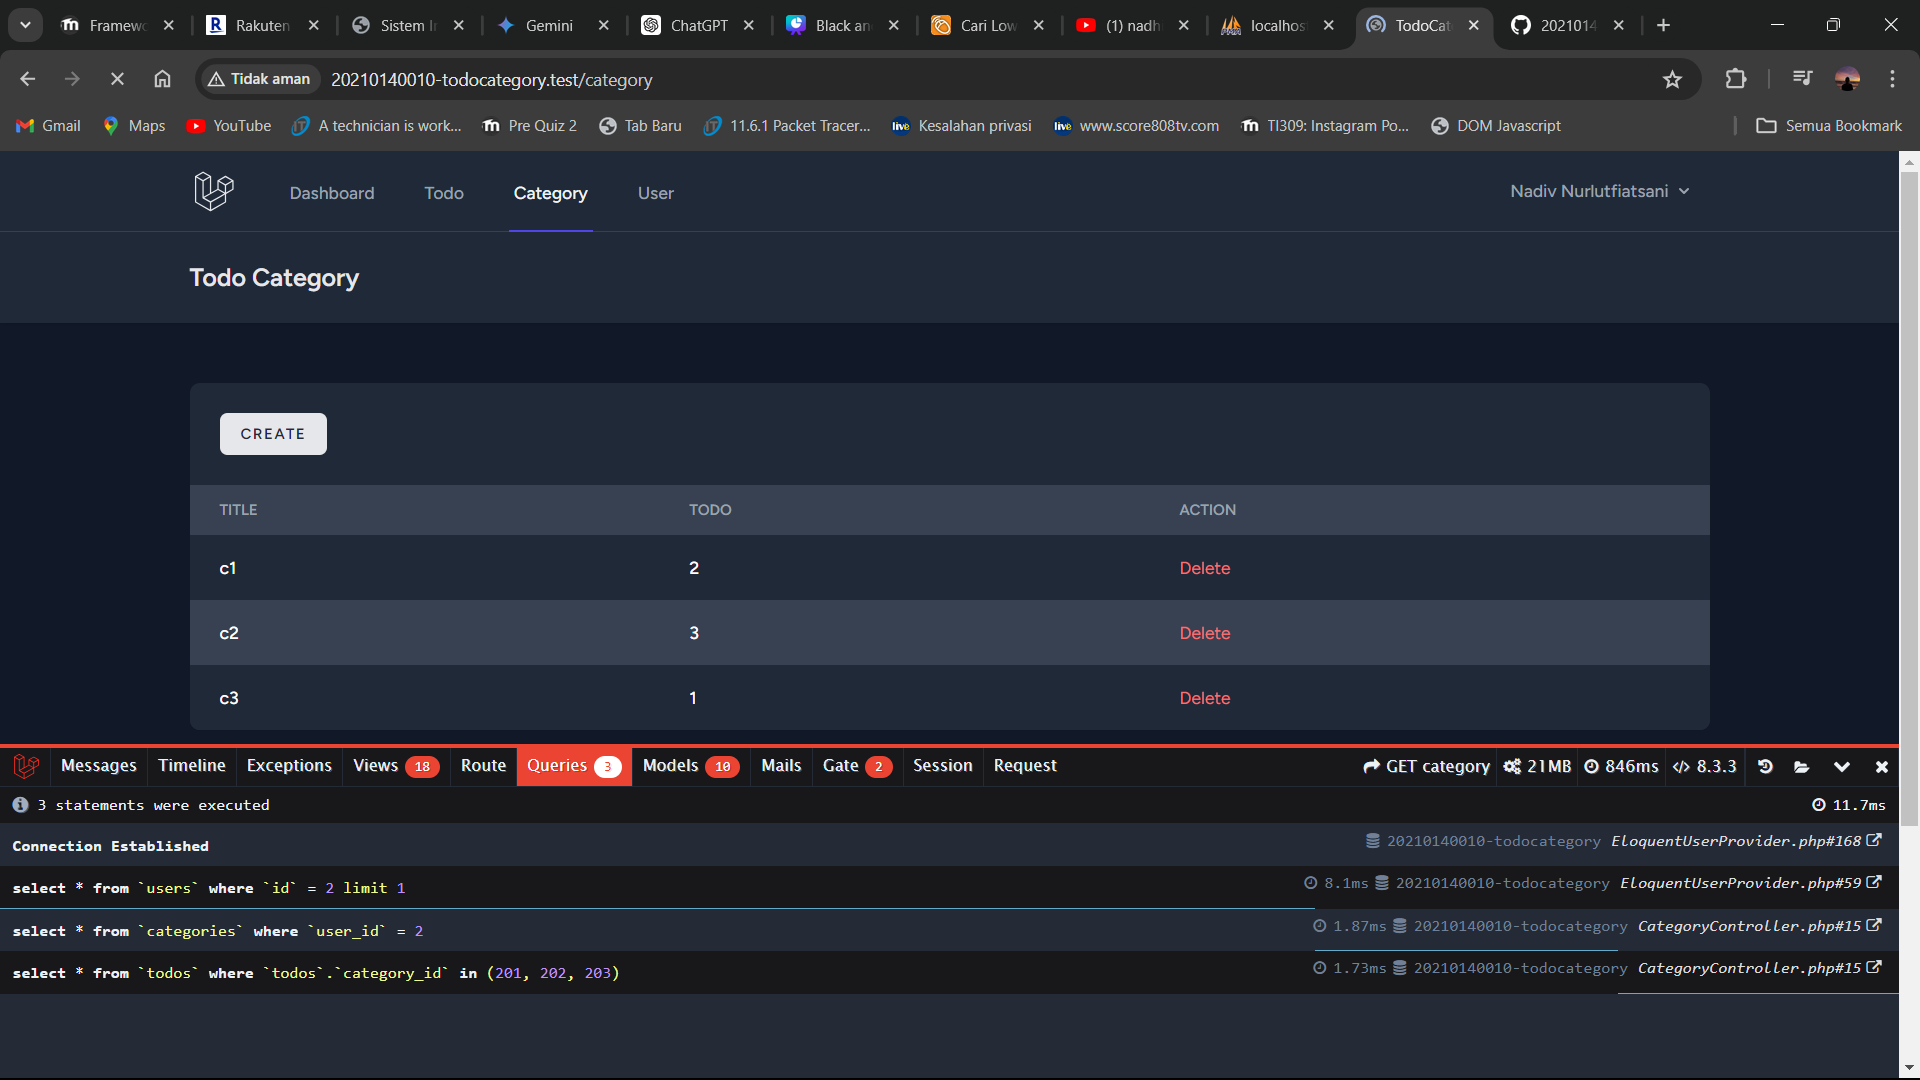 Framewo
Rakuten
Sistem In
Gemini
ChatGPT
Black an
Cari Low
(1) nadh
localhos
TodoCat
2021014
Tidak aman
20210140010-todocategory.test/category
Gmail
Maps
YouTube
A technician is work...
Pre Quiz 2
Tab Baru
11.6.1 Packet Tracer...
Kesalahan privasi
www.score808tv.com
TI309: Instagram Po...
DOM Javascript
Semua Bookmark
Dashboard
Todo
Category
User
Nadiv Nurlutfiatsani
Todo Category
CREATE
TITLE TODO ACTION
c1 2 Delete
c2 3 Delete
c3 1 Delete
Messages Timeline Exceptions Views 18 Route Queries 3 Models 10 Mails Gate 2 Session Request GET category 21MB 846ms 8.3.3
3 statements were executed 11.7ms
Connection Established 20210140010-todocategory EloquentUserProvider.php#168
select * from `users` where `id` = 2 limit 1 8.1ms 20210140010-todocategory EloquentUserProvider.php#59
select * from `categories` where `user_id` = 2 1.87ms 20210140010-todocategory CategoryController.php#15
select * from `todos` where `todos`.`category_id` in (201, 202, 203) 1.73ms 20210140010-todocategory CategoryController.php#15